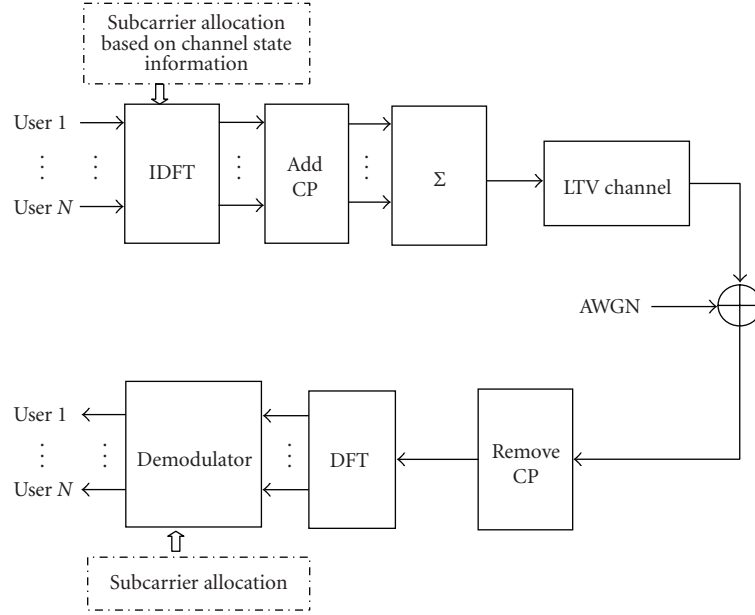 Subcarrier allocation
based on channel state
information
User 1
User N
IDFT
Add
CP
Σ
LTV channel
AWGN
User 1
User N
Demodulator
DFT
Remove
CP
Subcarrier allocation